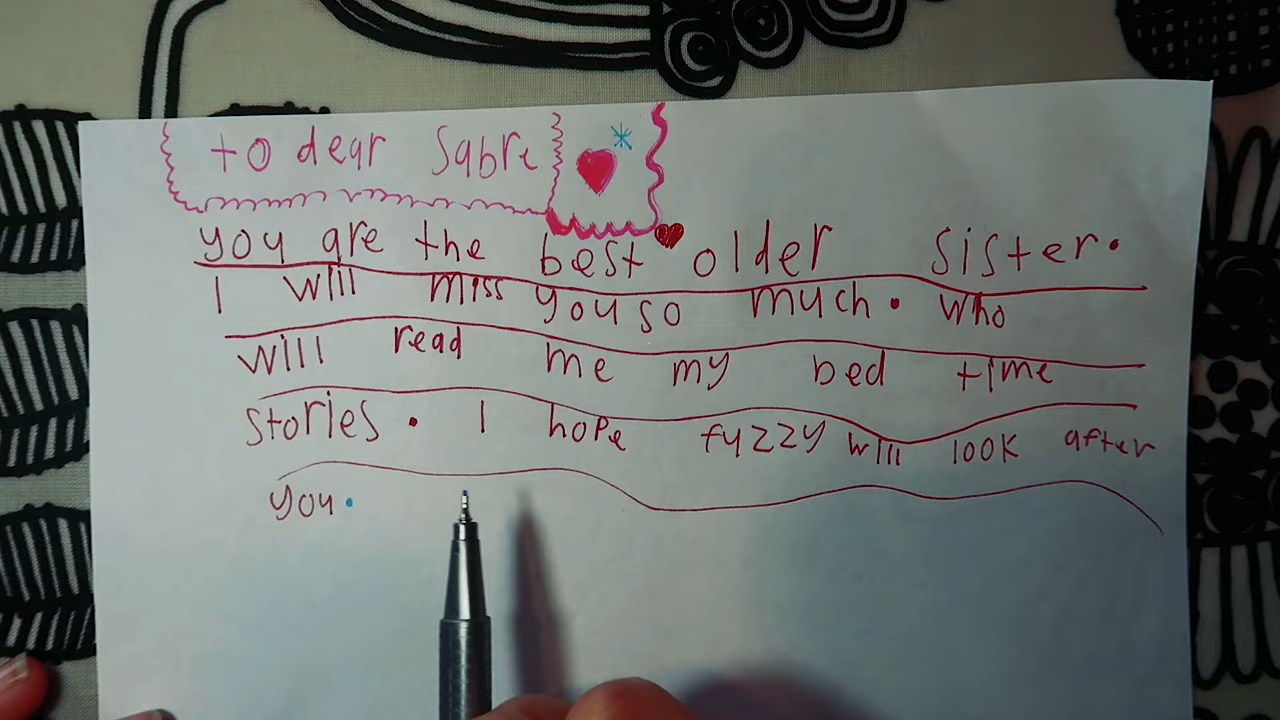 to dear Sabre
you are the best older sister.
I will miss you so much. who
will read me my bed time
stories. I hope fuzzy will look after
you.